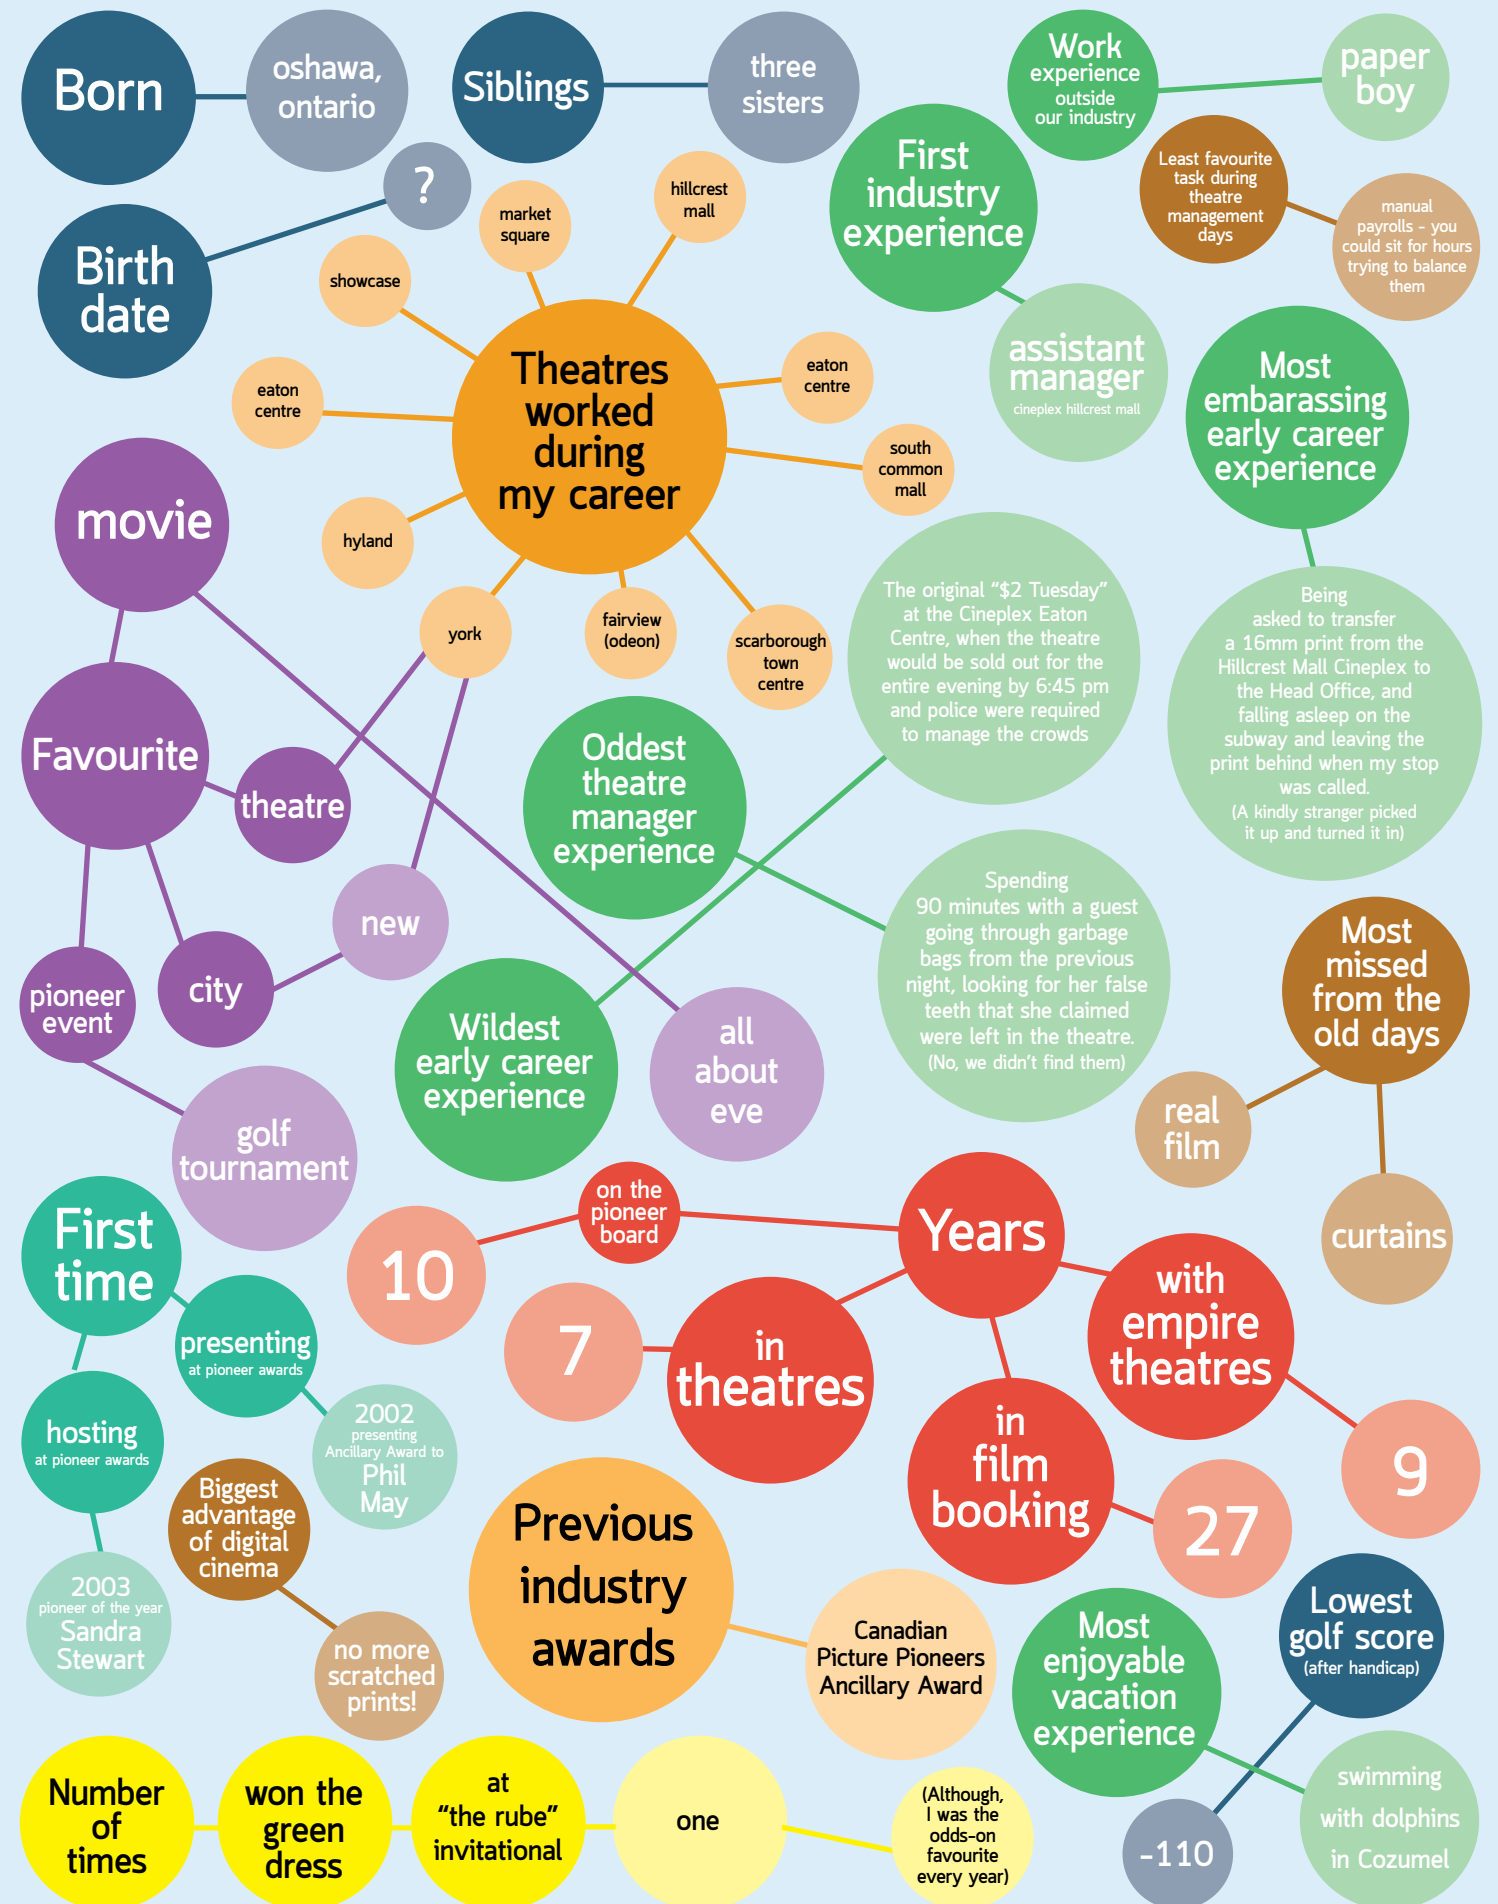 Born
oshawa,
ontario
Siblings
three
sisters
Work
experience
outside
our industry
paper
boy
Birth
date
?
First
industry
experience
assistant
manager
cineplex hillcrest mall
Least favourite
task during
theatre
management
days
manual
payrolls - you
could sit for hours
trying to balance
them
Theatres
worked
during
my career
hillcrest
mall
market
square
showcase
eaton
centre
hyland
york
fairview
(odeon)
scarborough
town
centre
south
common
mall
eaton
centre
Most
embarassing
early career
experience
Being
asked to transfer
a 16mm print from the
Hillcrest Mall Cineplex to
the Head Office, and
falling asleep on the
subway and leaving the
print behind when my stop
was called.
(A kindly stranger picked
it up and turned it in)
movie
Favourite
theatre
new
city
pioneer
event
golf
tournament
all
about
eve
Oddest
theatre
manager
experience
Spending
90 minutes with a guest
going through garbage
bags from the previous
night, looking for her false
teeth that she claimed
were left in the theatre.
(No, we didn't find them)
Wildest
early career
experience
The original "$2 Tuesday"
at the Cineplex Eaton
Centre, when the theatre
would be sold out for the
entire evening by 6:45 pm
and police were required
to manage the crowds
Most
missed
from the
old days
real
film
curtains
First
time
presenting
at pioneer awards
2002
presenting
Ancillary Award to
Phil
May
hosting
at pioneer awards
2003
pioneer of the year
Sandra
Stewart
Years
on the
pioneer
board
10
in
theatres
7
in
film
booking
27
with
empire
theatres
9
Biggest
advantage
of digital
cinema
no more
scratched
prints!
Previous
industry
awards
Canadian
Picture Pioneers
Ancillary Award
Most
enjoyable
vacation
experience
swimming
with dolphins
in Cozumel
Lowest
golf score
(after handicap)
-110
Number
of
times
won the
green
dress
at
"the rube"
invitational
one
(Although,
I was the
odds-on
favourite
every year)